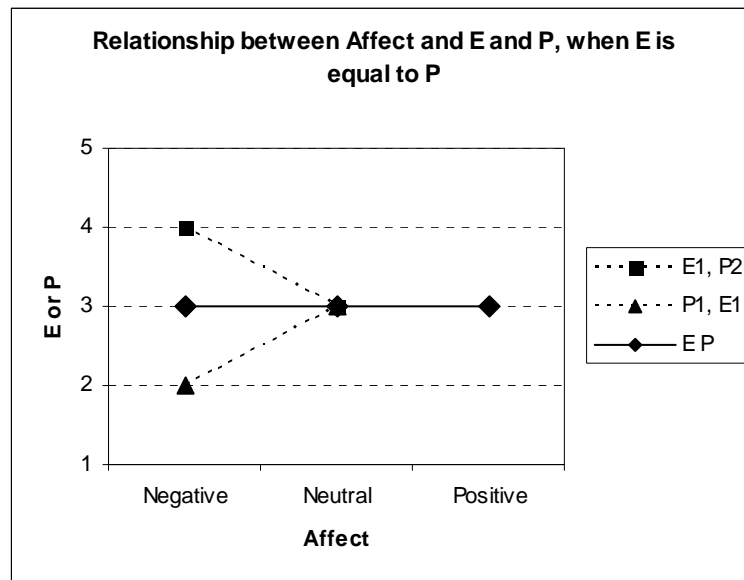 Relationship between Affect and E and P, when E is
equal to P
5
4
3
2
1
E or P
Negative
Neutral
Positive
Affect
E1, P2
P1, E1
E P